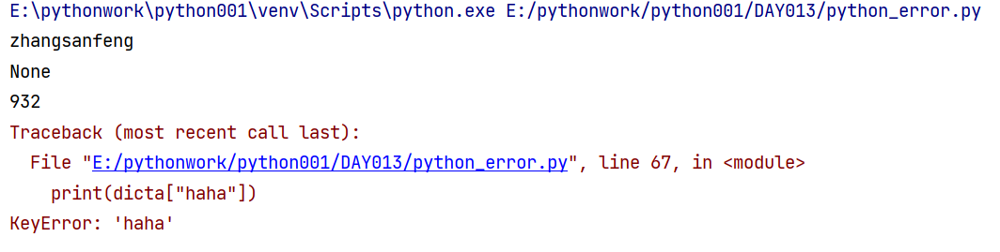 E:\pythonwork\python001\venv\Scripts\python.exe E:/pythonwork/python001/DAY013/python_error.py
zhangsanfeng
None
932
Traceback (most recent call last):
  File "E:/pythonwork/python001/DAY013/python_error.py", line 67, in <module>
    print(dicta["haha"])
KeyError: 'haha'